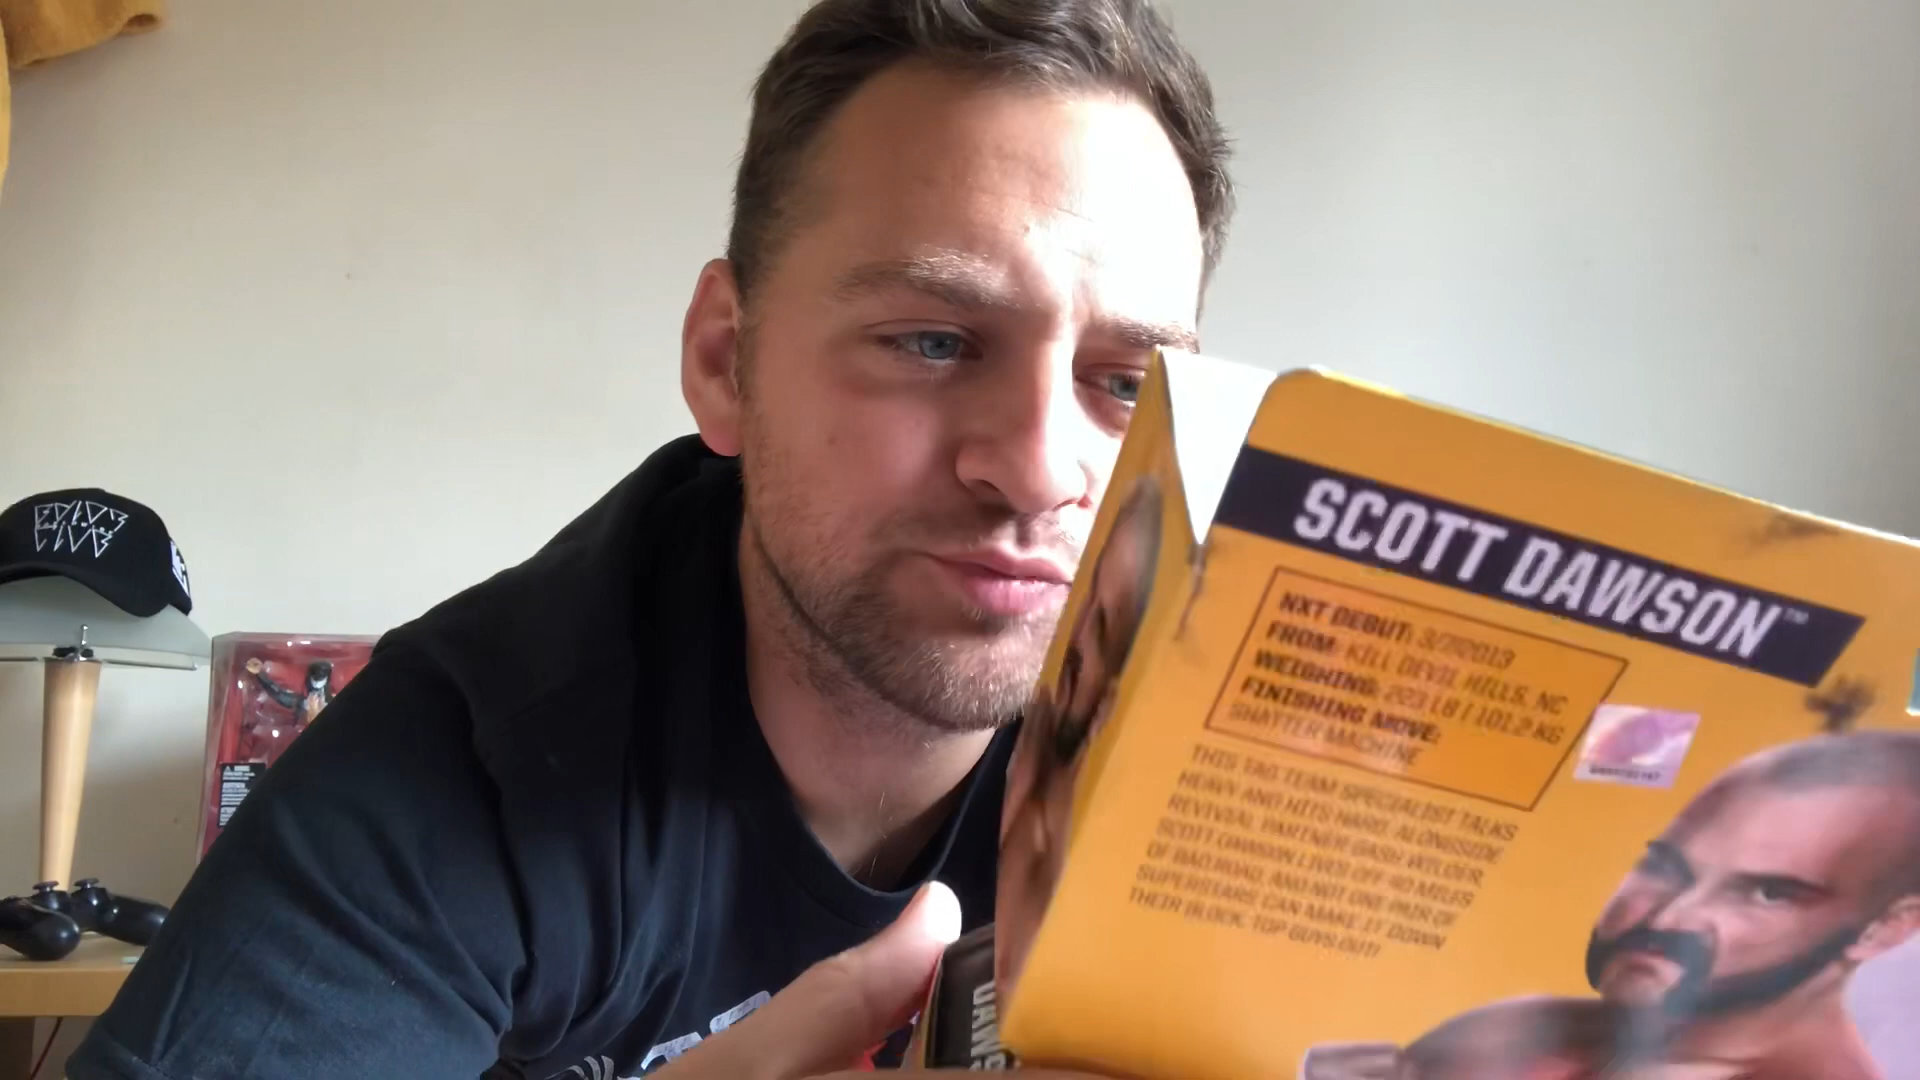 SCOTT DAWSON™
NXT DEBUT: 3/7/2013
FROM: KILL DEVIL HILLS, NC
WEIGHING: 223 LB / 101.2 KG
FINISHING MOVE:
SHATTER MACHINE
THIS TAG TEAM SPECIALIST TALKS
HEAVY AND HITS HARD. ALONGSIDE
REVIVAL PARTNER DASH WILDER,
SCOTT DAWSON LIVES OFF 40 MILES
OF BAD ROAD, AND NOT ONE PAIR OF
SUPERSTARS CAN MAKE IT DOWN
THEIR BLOCK. TOP GUYS OUT!